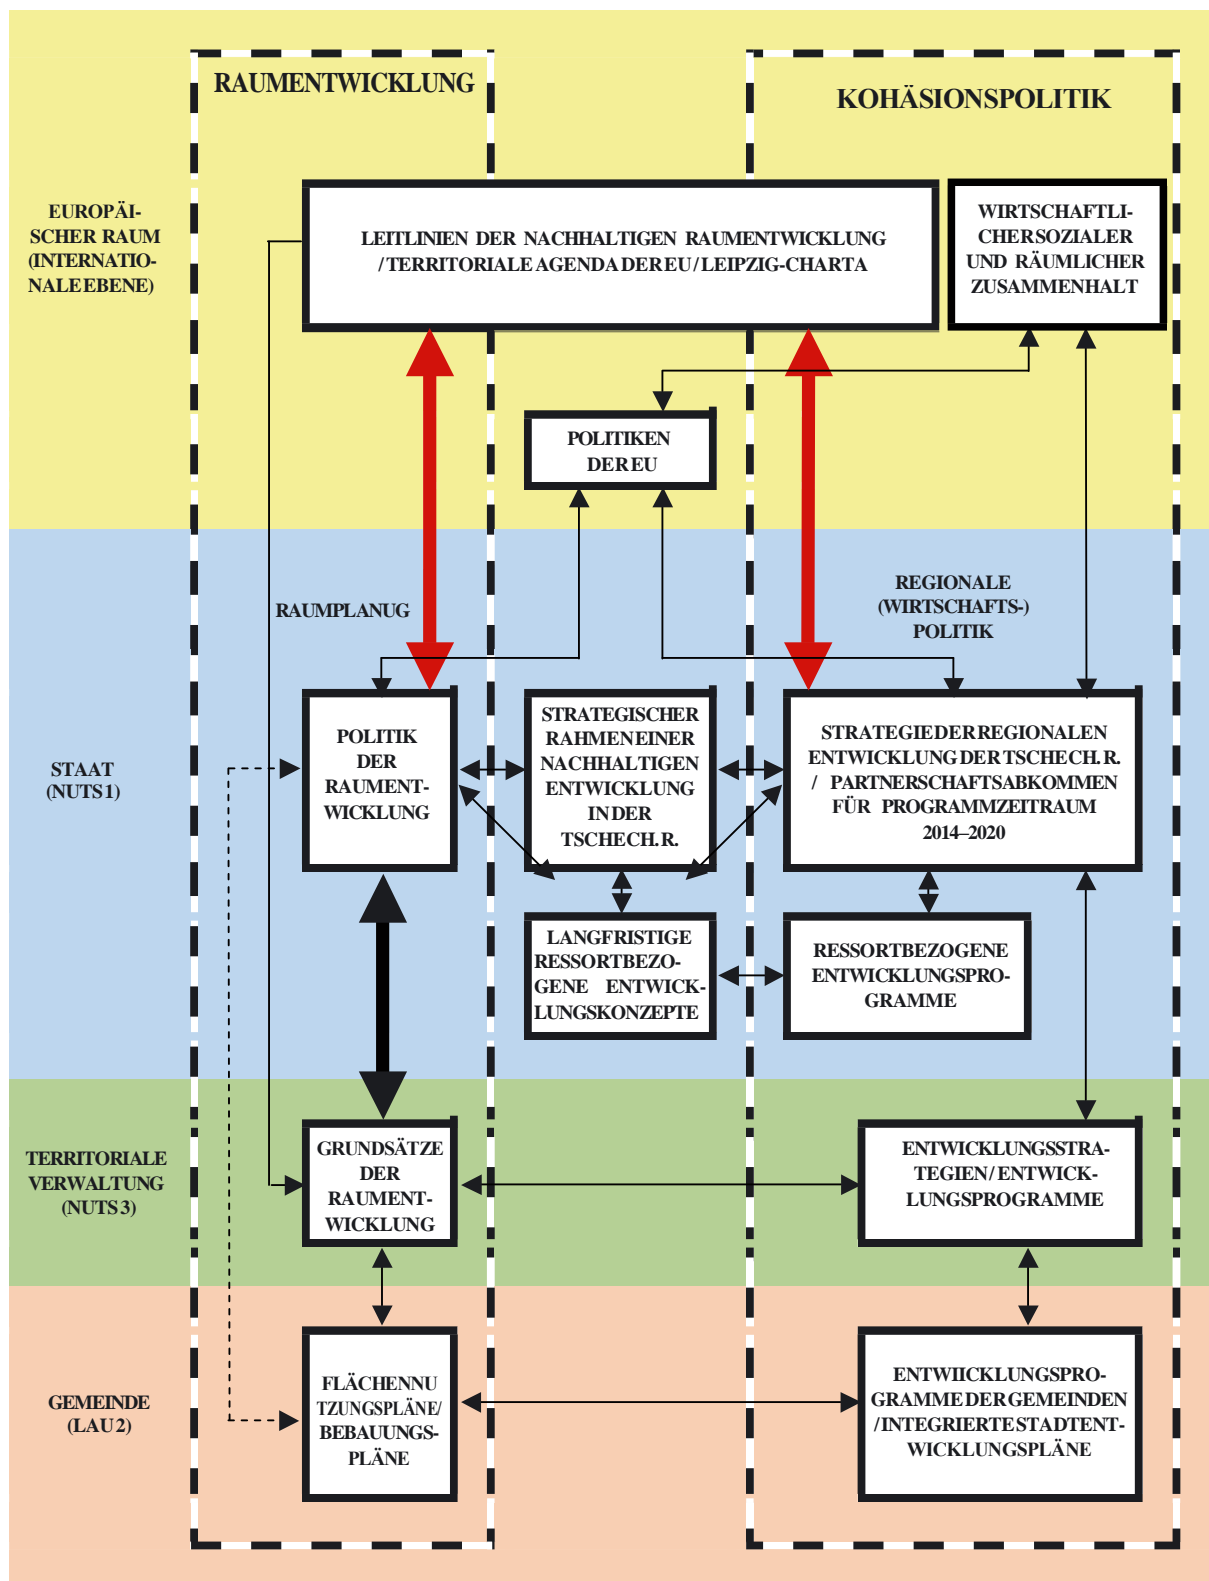 RAUMENTWICKLUNG
KOHÄSIONSPOLITIK
EUROPÄI-
SCHER RAUM
(INTERNATIO-
NALE EBENE)
LEITLINIEN DER NACHHALTIGEN RAUMENTWICKLUNG
/ TERRITORIALE AGENDA DER EU / LEIPZIG-CHARTA
WIRTSCHAFTLI-
CHER SOZIALER
UND RÄUMLICHER
ZUSAMMENHALT
POLITIKEN
DER EU
RAUMPLANUG
REGIONALE
(WIRTSCHAFTS-)
POLITIK
STAAT
(NUTS 1)
POLITIK
DER
RAUMENT-
WICKLUNG
STRATEGISCHER
RAHMEN EINER
NACHHALTIGEN
ENTWICKLUNG
IN DER
TSCHECH. R.
STRATEGIE DER REGIONALEN
ENTWICKLUNG DER TSCHECH. R.
/ PARTNERSCHAFTSABKOMMEN
FÜR PROGRAMMZEITRAUM
2014–2020
LANGFRISTIGE
RESSORTBEZO-
GENE ENTWICK-
LUNGSKONZEPTE
RESSORTBEZOGENE
ENTWICKLUNGSPRO-
GRAMME
TERRITORIALE
VERWALTUNG
(NUTS 3)
GRUNDSÄTZE
DER
RAUMENT-
WICKLUNG
ENTWICKLUNGSSTRA-
TEGIEN / ENTWICK-
LUNGSPROGRAMME
GEMEINDE
(LAU 2)
FLÄCHENNU
TZUNGSPLÄNE/
BEBAUUNGS-
PLÄNE
ENTWIICKLUNGSPRO-
GRAMME DER GEMEINDEN
/ INTEGRIERTE STADTENT-
WICKLUNGSPLÄNE